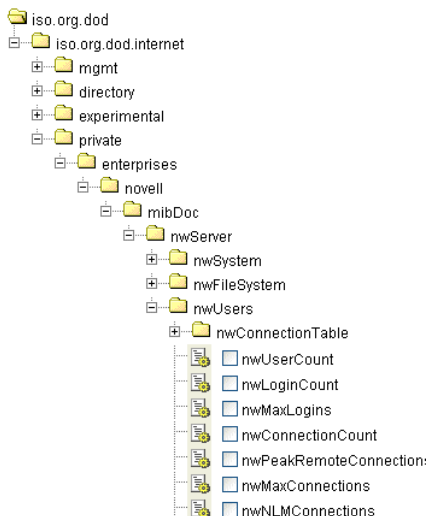 iso.org.dod
iso.org.dod.internet
mgmt
directory
experimental
private
enterprises
novell
mibDoc
nwServer
nwSystem
nwFileSystem
nwUsers
nwConnectionTable
nwUserCount
nwLoginCount
nwMaxLogins
nwConnectionCount
nwPeakRemoteConnections
nwMaxConnections
nwNLMConnections